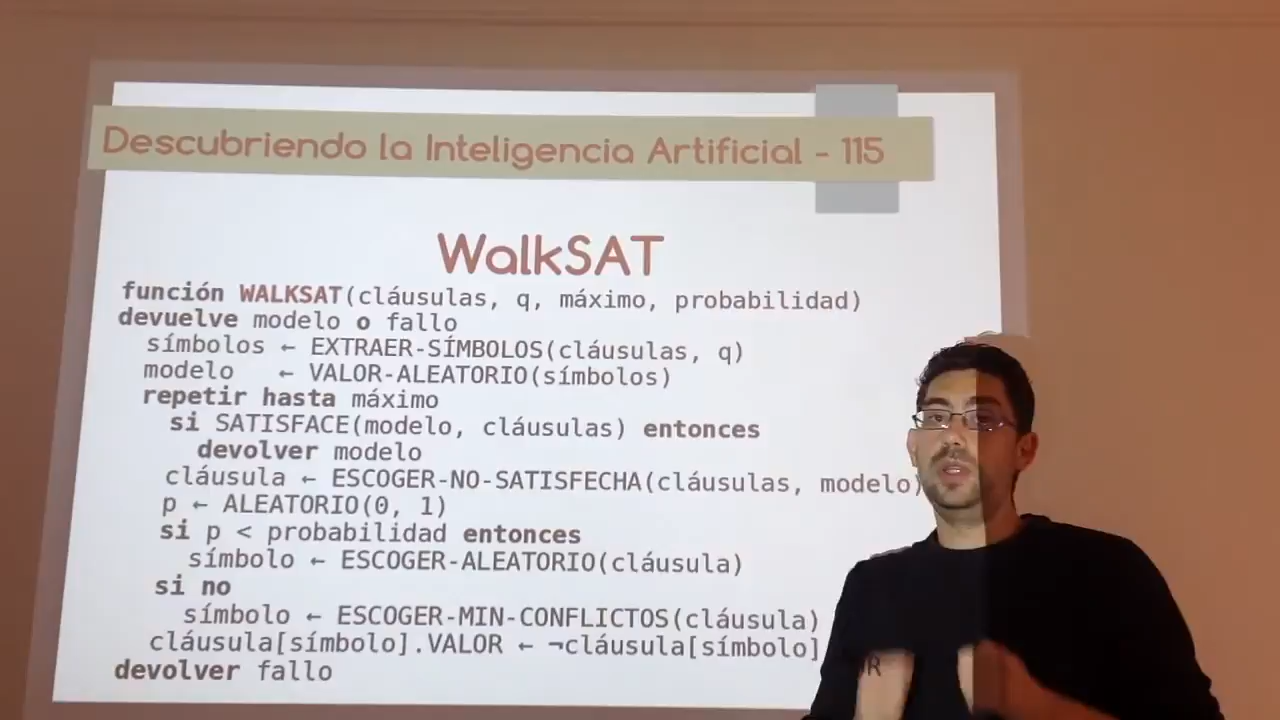 Descubriendo la Inteligencia Artificial - 115
WalkSAT
función WALKSAT(cláusulas, q, máximo, probabilidad)
devuelve modelo o fallo
símbolos ← EXTRAER-SÍMBOLOS(cláusulas, q)
modelo ← VALOR-ALEATORIO(símbolos)
repetir hasta máximo
si SATISFACE(modelo, cláusulas) entonces
devolver modelo
cláusula ← ESCOGER-NO-SATISFECHA(cláusulas, modelo)
p ← ALEATORIO(0, 1)
si p < probabilidad entonces
símbolo ← ESCOGER-ALEATORIO(cláusula)
si no
símbolo ← ESCOGER-MIN-CONFLICTOS(cláusula)
cláusula[símbolo].VALOR ← ¬cláusula[símbolo]
devolver fallo